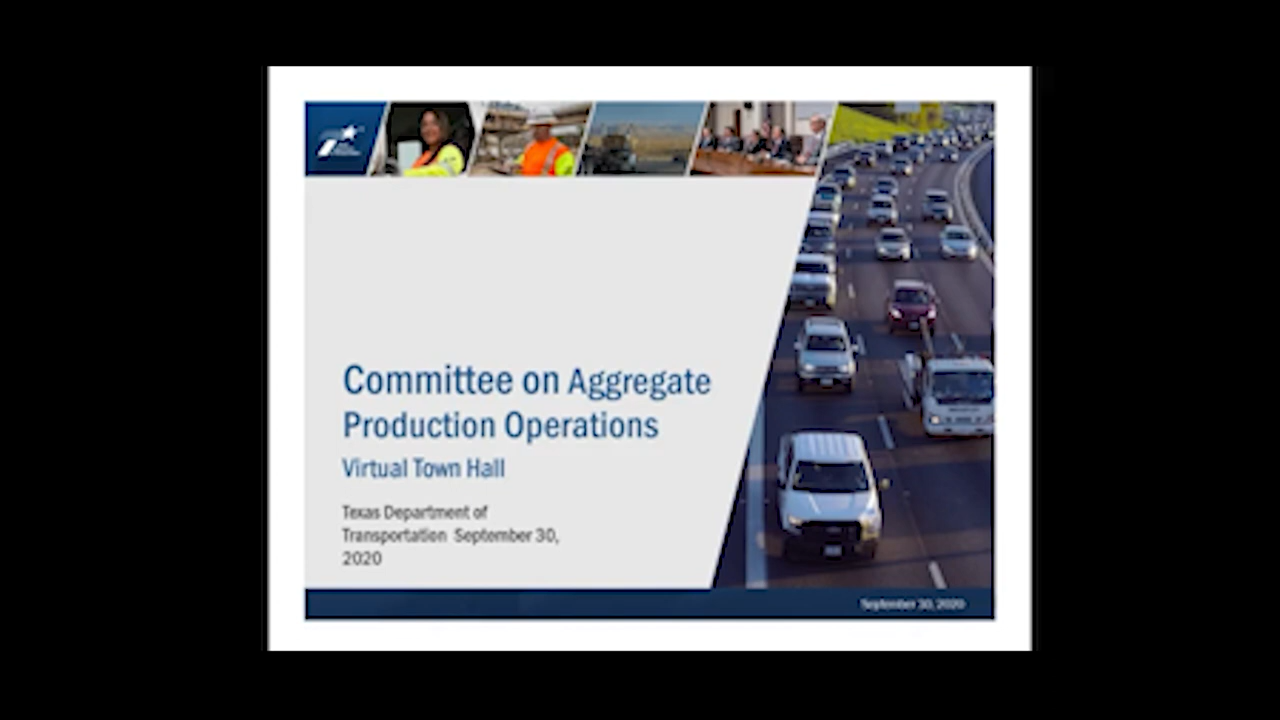 Committee on Aggregate
Production Operations
Virtual Town Hall
Texas Department of
Transportation September 30,
2020
September 30, 2020